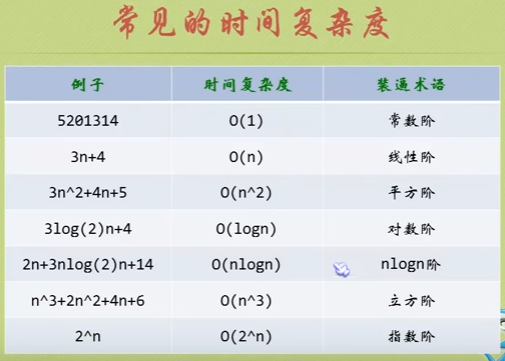 常见的时间复杂度
例子 时间复杂度 装逼术语
5201314 O(1) 常数阶
3n+4 O(n) 线性阶
3n^2+4n+5 O(n^2) 平方阶
3log(2)n+4 O(logn) 对数阶
2n+3nlog(2)n+14 O(nlogn) nlogn阶
n^3+2n^2+4n+6 O(n^3) 立方阶
2^n O(2^n) 指数阶